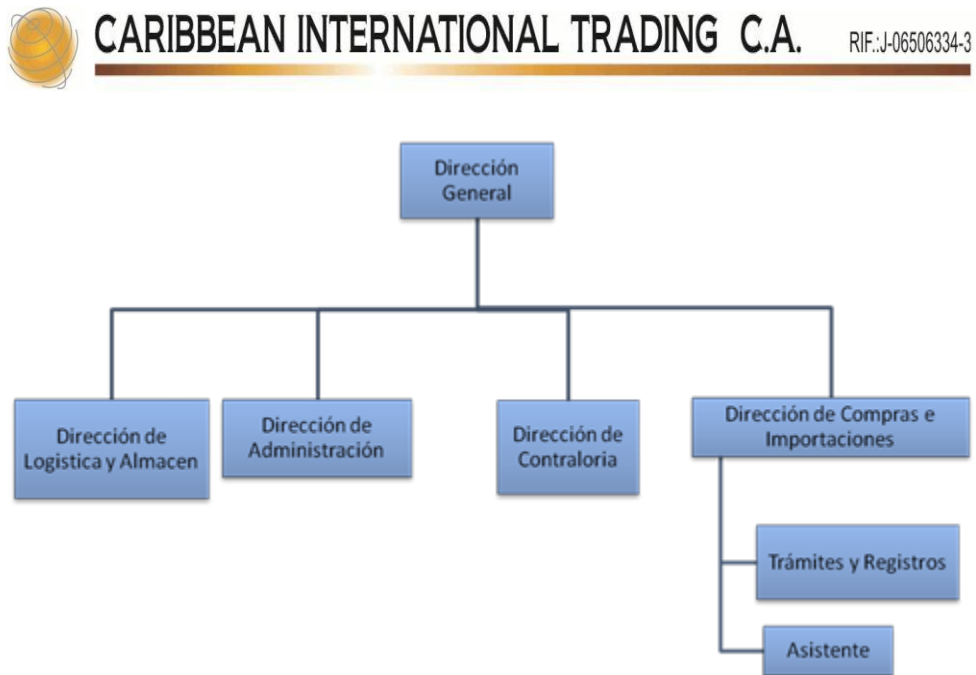 CARIBBEAN INTERNATIONAL TRADING C.A. RIF.:J-06506334-3
Dirección
General
Dirección de
Logistica y Almacen
Dirección de
Administración
Dirección de
Contraloria
Dirección de Compras e
Importaciones
Trámites y Registros
Asistente